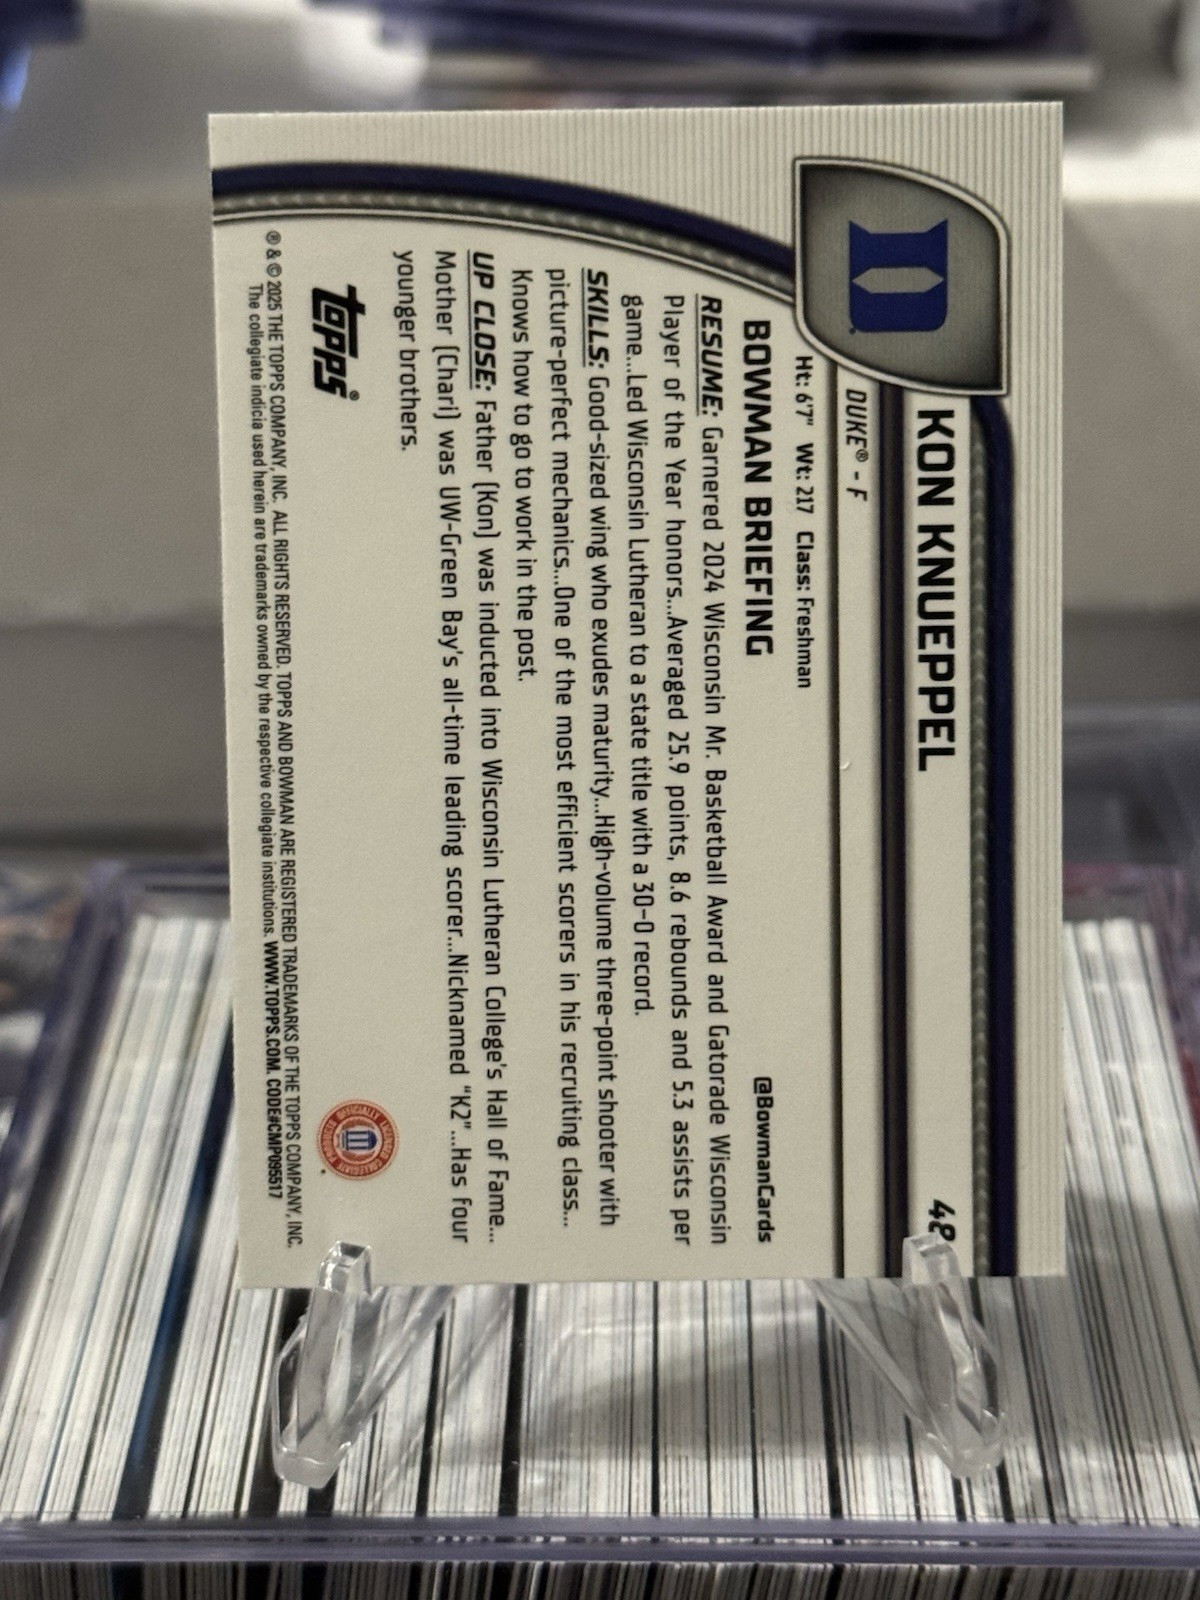 KON KNUEPPEL
48
DUKE® - F
Ht: 6'7" Wt: 217 Class: Freshman
BOWMAN BRIEFING
@BowmanCards
RESUME: Garnered 2024 Wisconsin Mr. Basketball Award and Gatorade Wisconsin
Player of the Year honors...Averaged 25.9 points, 8.6 rebounds and 5.3 assists per
game...Led Wisconsin Lutheran to a state title with a 30-0 record.
SKILLS: Good-sized wing who exudes maturity...High-volume three-point shooter with
picture-perfect mechanics...One of the most efficient scorers in his recruiting class...
Knows how to go to work in the post.
UP CLOSE: Father (Kon) was inducted into Wisconsin Lutheran College's Hall of Fame...
Mother (Chari) was UW-Green Bay's all-time leading scorer...Nicknamed "K2"...Has four
younger brothers.
topps®
OFFICIALLY LICENSED COLLEGIATE PRODUCTS
® & © 2025 THE TOPPS COMPANY, INC. ALL RIGHTS RESERVED. TOPPS AND BOWMAN ARE REGISTERED TRADEMARKS OF THE TOPPS COMPANY, INC.
The collegiate indicia used herein are trademarks owned by the respective collegiate institutions. WWW.TOPPS.COM. CODE#CMP095517